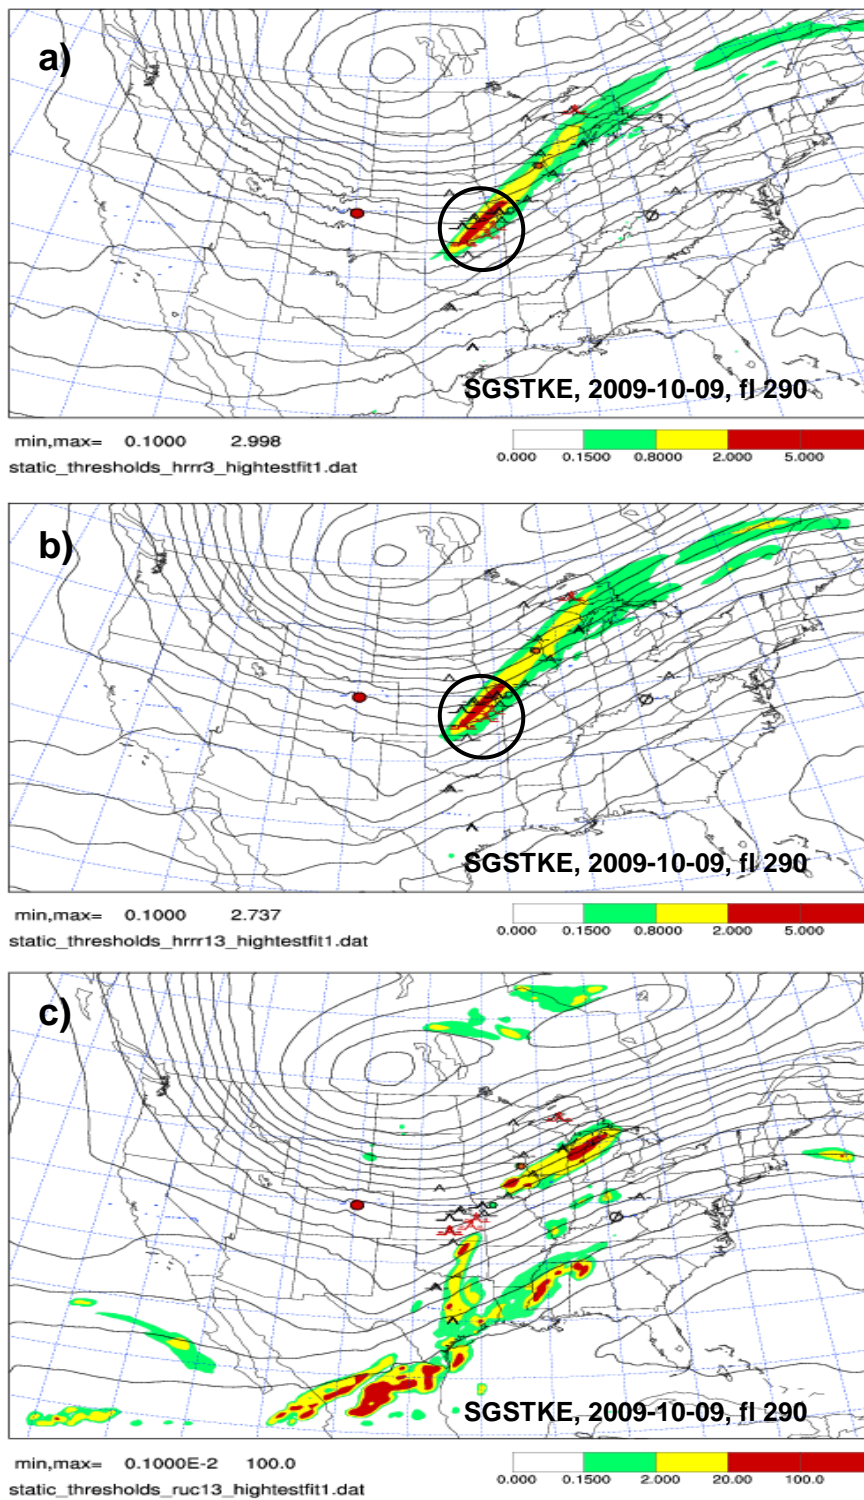 a)
SGSTKE, 2009-10-09, fl 290
min,max= 0.1000 2.998
0.000 0.1500 0.8000 2.000 5.000
static_thresholds_hrrr3_hightestfit1.dat
b)
SGSTKE, 2009-10-09, fl 290
min,max= 0.1000 2.737
0.000 0.1500 0.8000 2.000 5.000
static_thresholds_hrrr13_hightestfit1.dat
c)
SGSTKE, 2009-10-09, fl 290
min,max= 0.1000E-2 100.0
0.000 0.1500 2.000 20.00 100.0
static_thresholds_ruc13_hightestfit1.dat